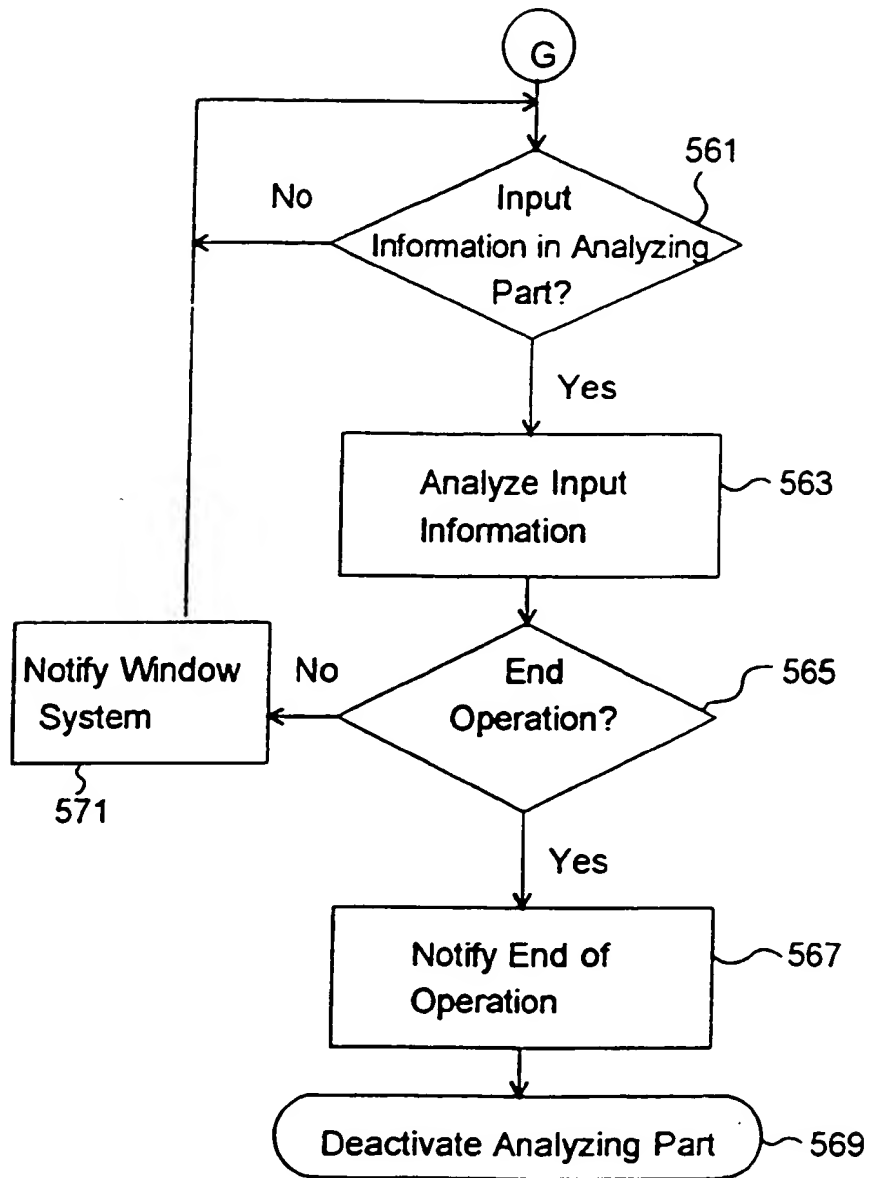 G
561
No
Input
Information in Analyzing
Part?
Yes
Analyze Input
Information
563
Notify Window
System
No
End
Operation?
565
571
Yes
Notify End of
Operation
567
Deactivate Analyzing Part
569